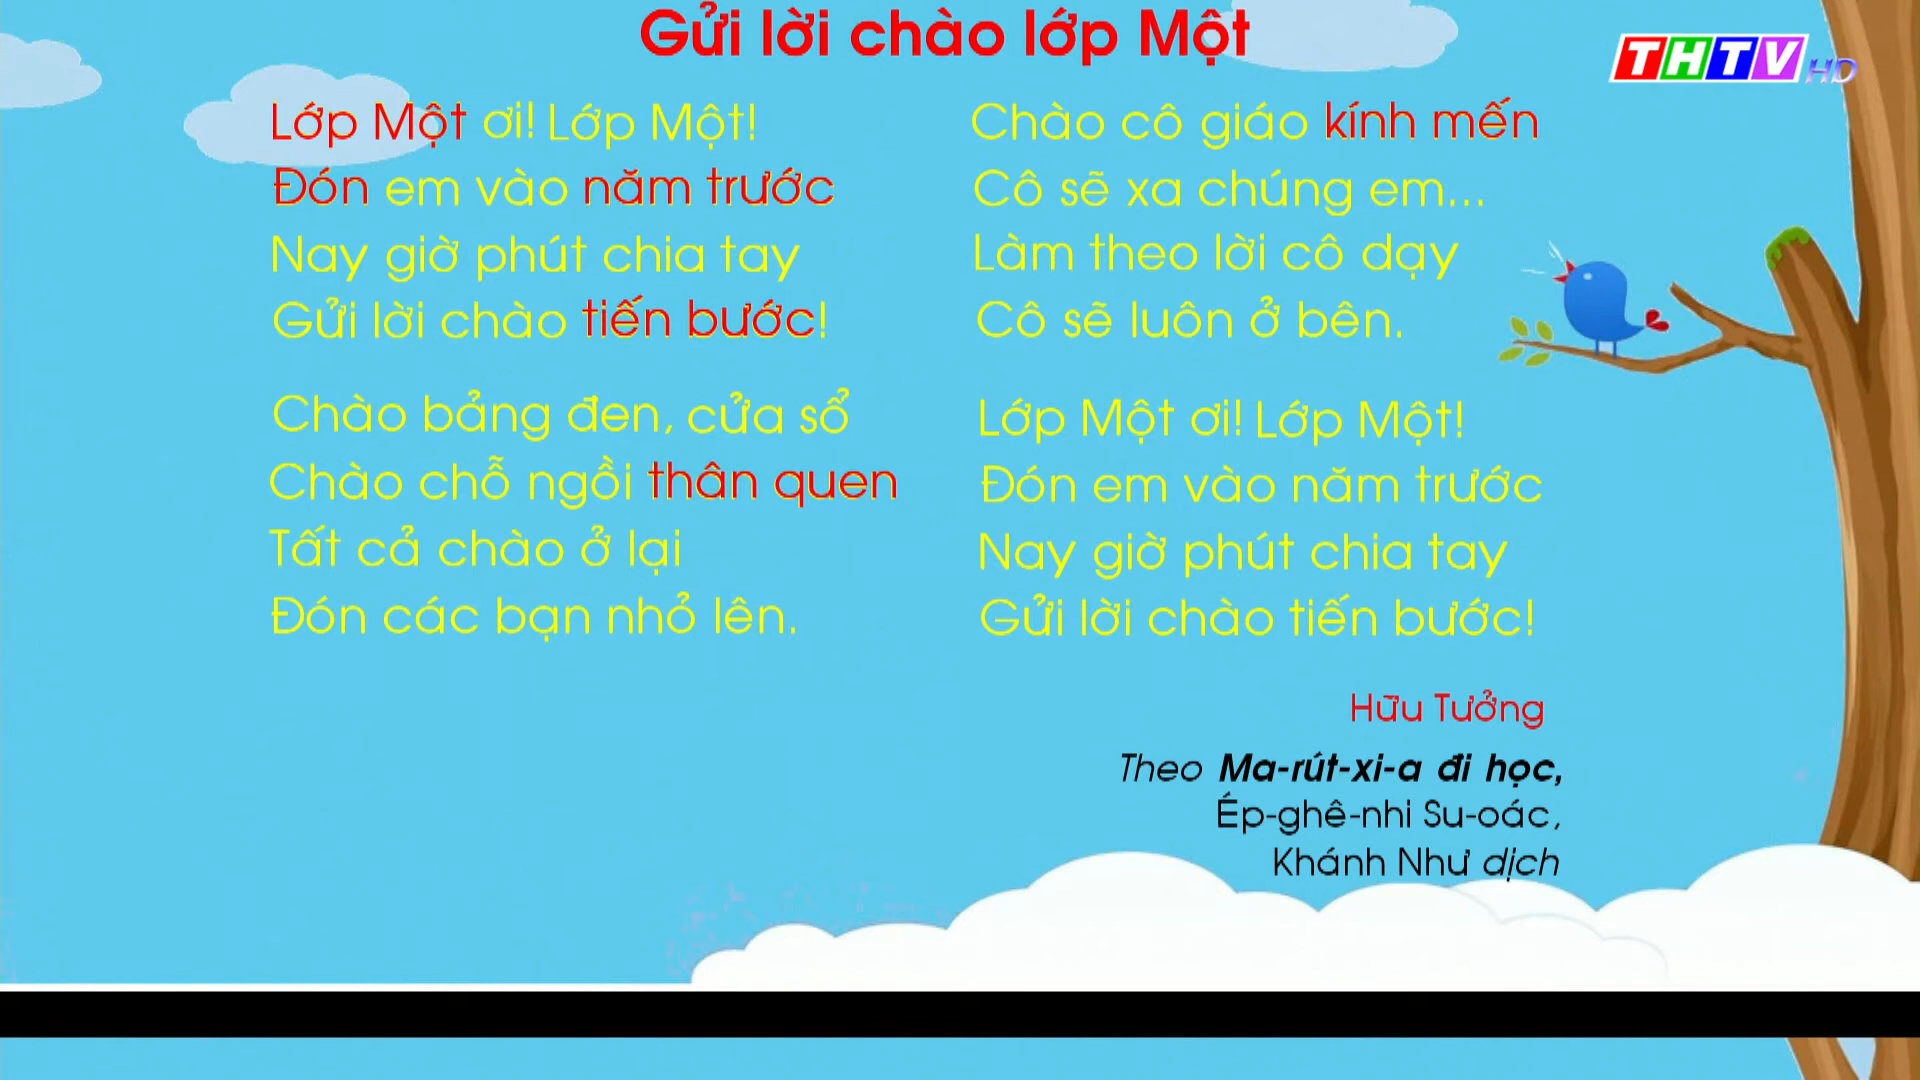 Gửi lời chào lớp Một
THTV HD
Lớp Một ơi! Lớp Một!
Đón em vào năm trước
Nay giờ phút chia tay
Gửi lời chào tiến bước!
Chào bảng đen, cửa sổ
Chào chỗ ngồi thân quen
Tất cả chào ở lại
Đón các bạn nhỏ lên.
Chào cô giáo kính mến
Cô sẽ xa chúng em...
Làm theo lời cô dạy
Cô sẽ luôn ở bên.
Lớp Một ơi! Lớp Một!
Đón em vào năm trước
Nay giờ phút chia tay
Gửi lời chào tiến bước!
Hữu Tưởng
Theo Ma-rút-xi-a đi học,
Ép-ghê-nhi Su-oác,
Khánh Như dịch